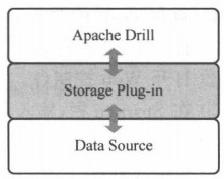 Apache Drill
Storage Plug-in
Data Source